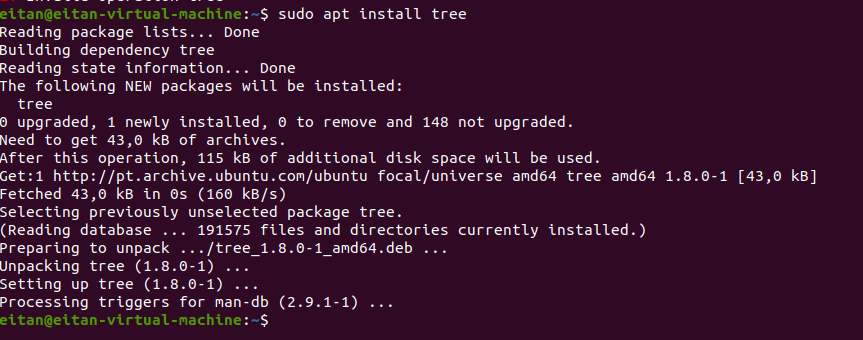 eitan@eitan-virtual-machine:~$ sudo apt install tree
Reading package lists... Done
Building dependency tree
Reading state information... Done
The following NEW packages will be installed:
  tree
0 upgraded, 1 newly installed, 0 to remove and 148 not upgraded.
Need to get 43,0 kB of archives.
After this operation, 115 kB of additional disk space will be used.
Get:1 http://pt.archive.ubuntu.com/ubuntu focal/universe amd64 tree amd64 1.8.0-1 [43,0 kB]
Fetched 43,0 kB in 0s (160 kB/s)
Selecting previously unselected package tree.
(Reading database ... 191575 files and directories currently installed.)
Preparing to unpack .../tree_1.8.0-1_amd64.deb ...
Unpacking tree (1.8.0-1) ...
Setting up tree (1.8.0-1) ...
Processing triggers for man-db (2.9.1-1) ...
eitan@eitan-virtual-machine:~$